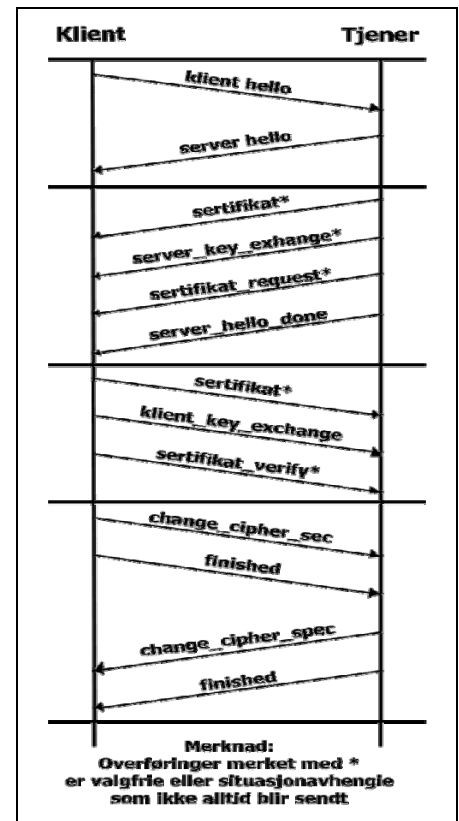 Klient Tjener
klient hello
server hello
sertifikat*
server_key_exhange*
sertifikat_request*
server_hello_done
sertifikat*
klient_key_exchange
sertifikat_verify*
change_cipher_sec
finished
change_cipher_spec
finished
Merknad:
Overføringer merket med *
er valgfrie eller situasjonavhengie
som ikke alltid blir sendt